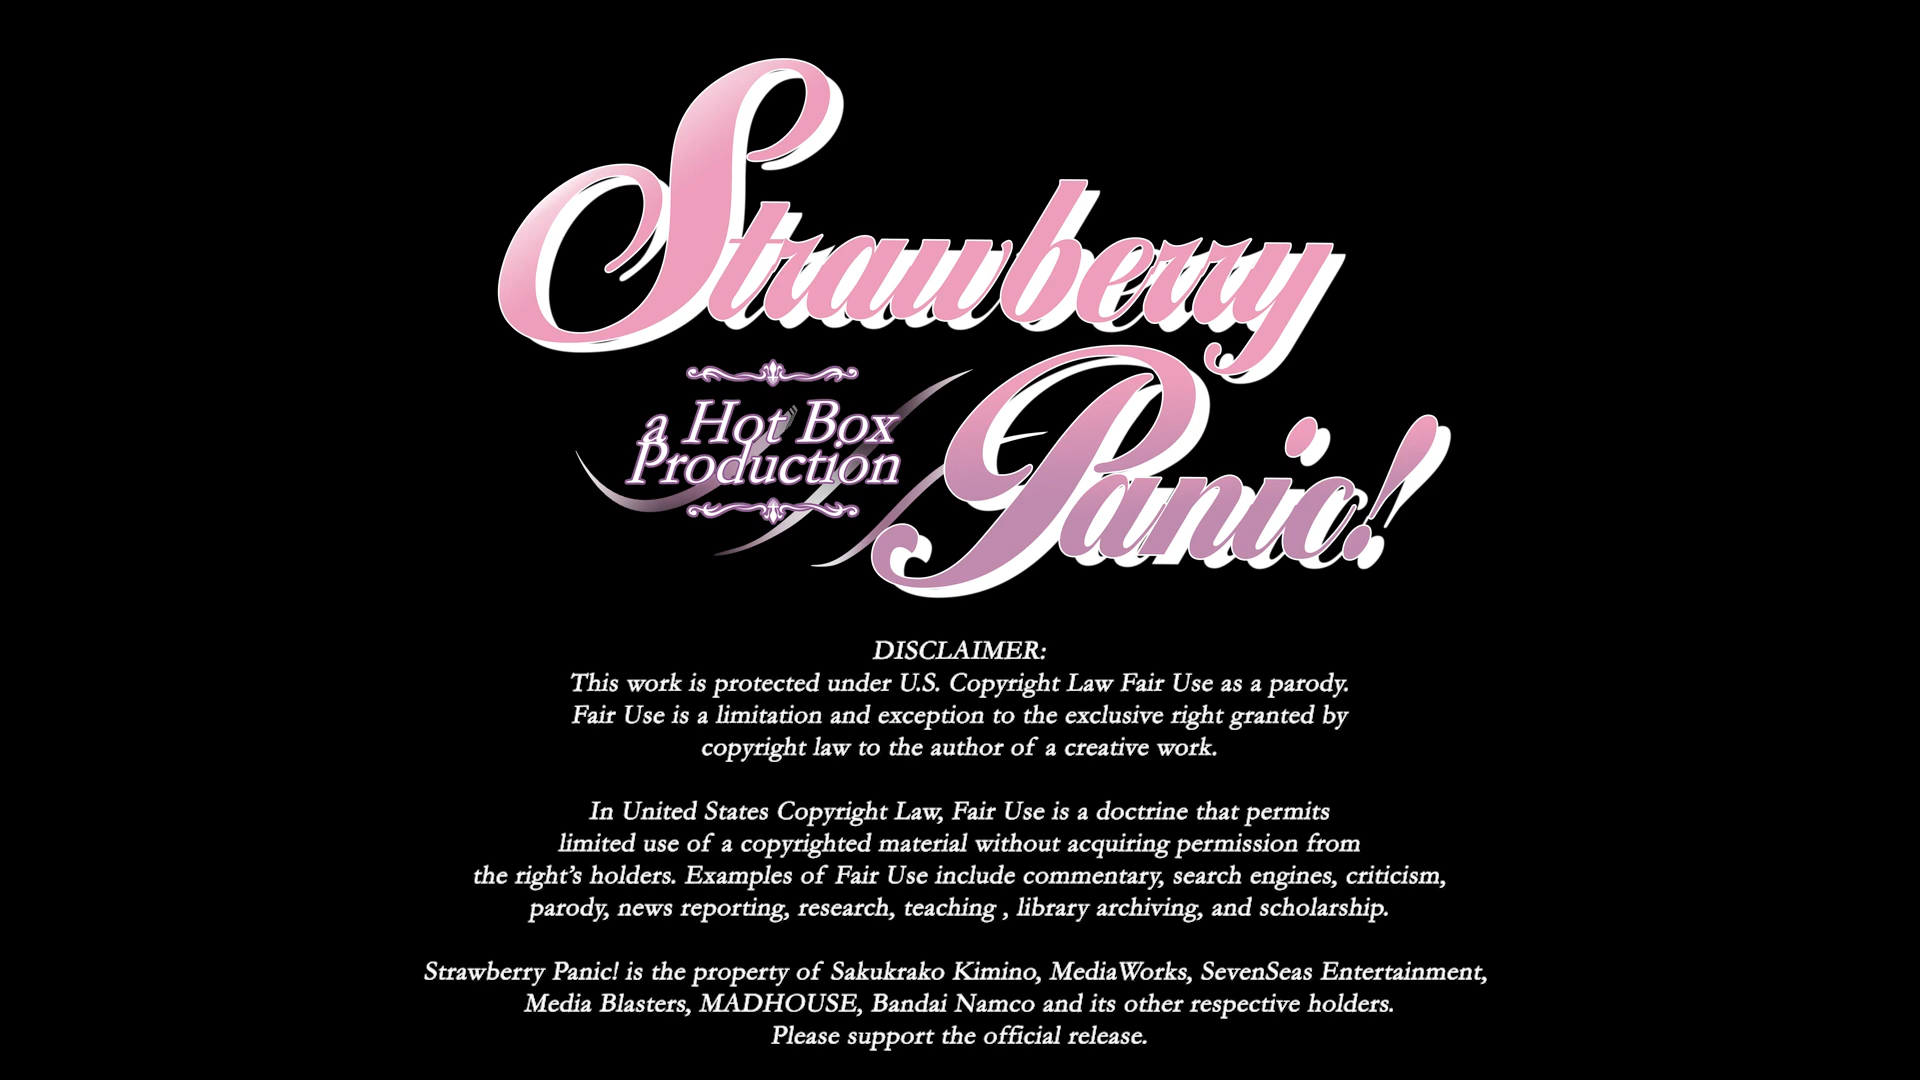 Strawberry
Panic!
a Hot Box
Production
DISCLAIMER:
This work is protected under U.S. Copyright Law Fair Use as a parody.
Fair Use is a limitation and exception to the exclusive right granted by
copyright law to the author of a creative work.
In United States Copyright Law, Fair Use is a doctrine that permits
limited use of a copyrighted material without acquiring permission from
the right’s holders. Examples of Fair Use include commentary, search engines, criticism,
parody, news reporting, research, teaching , library archiving, and scholarship.
Strawberry Panic! is the property of Sakukrako Kimino, MediaWorks, SevenSeas Entertainment,
Media Blasters, MADHOUSE, Bandai Namco and its other respective holders.
Please support the official release.